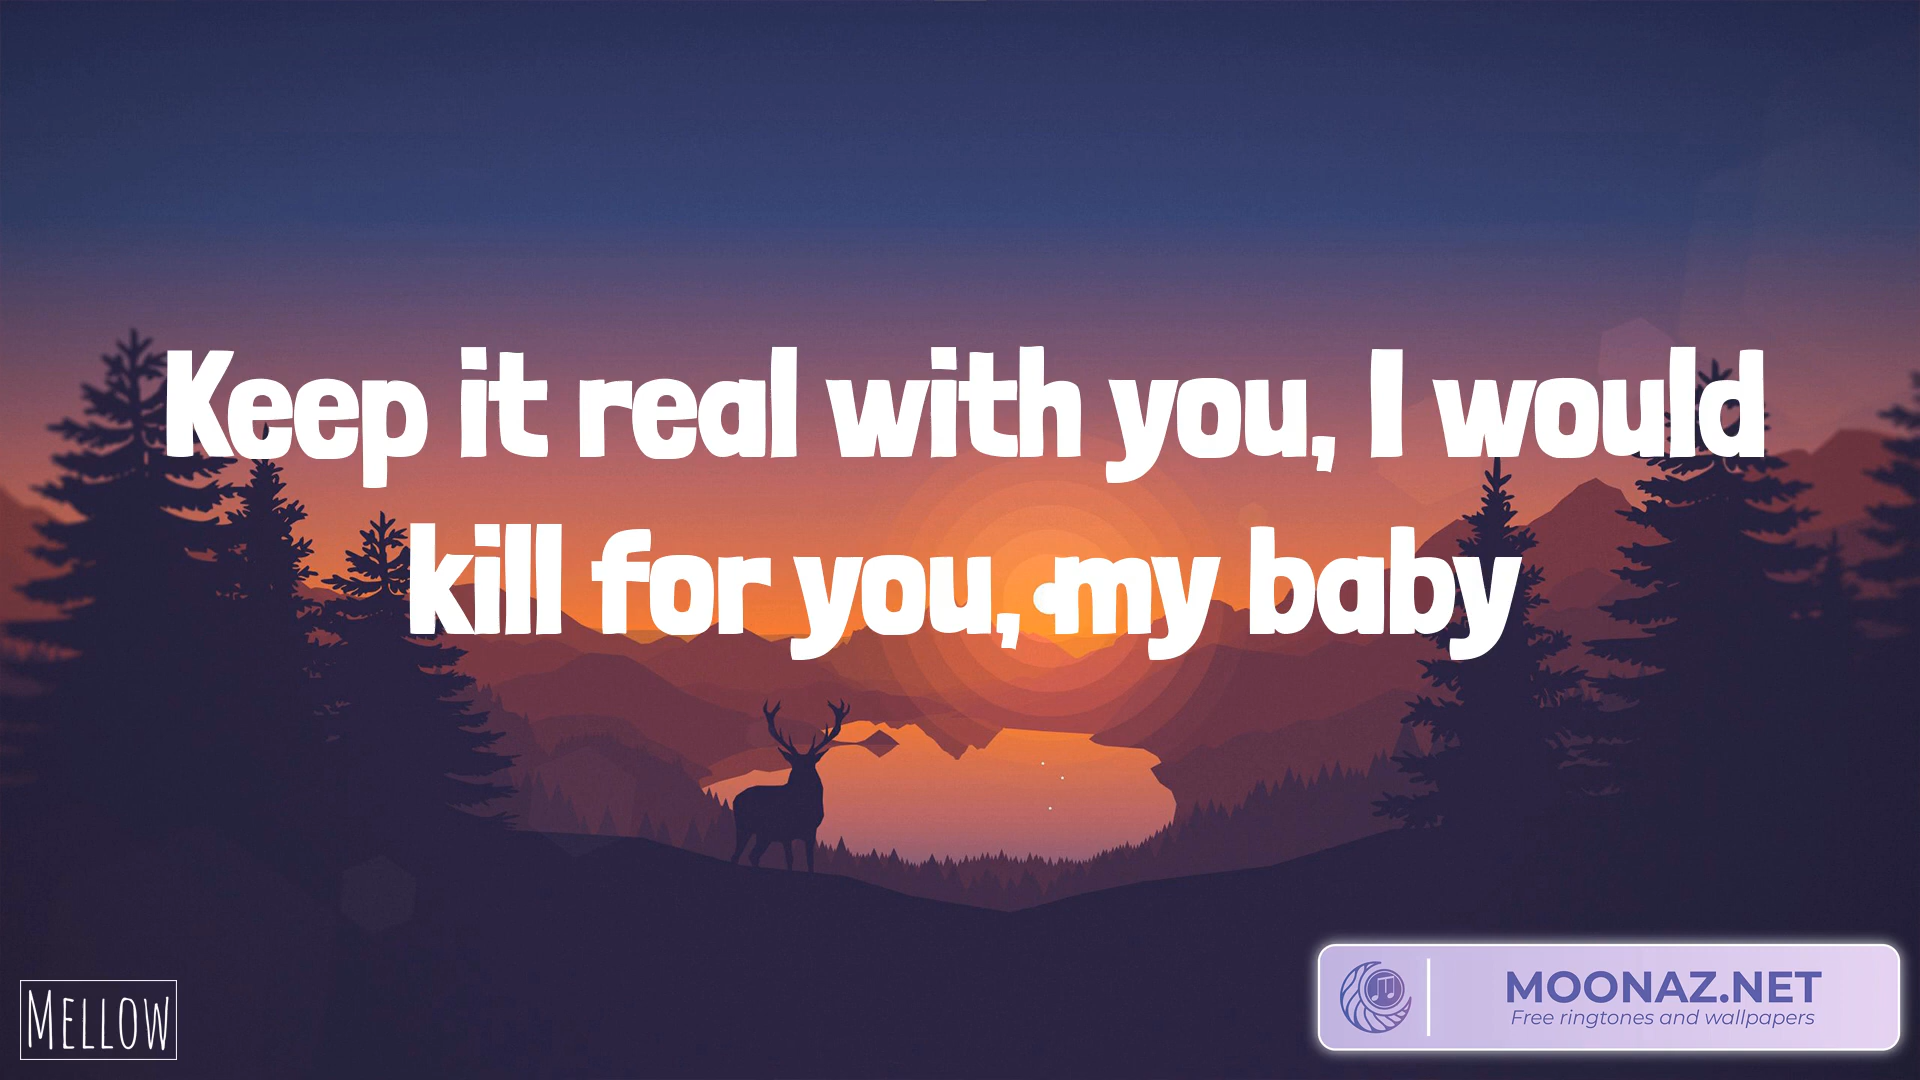 Keep it real with you, I would
kill for you, my baby
MELLOW
MOONAZ.NET
Free ringtones and wallpapers